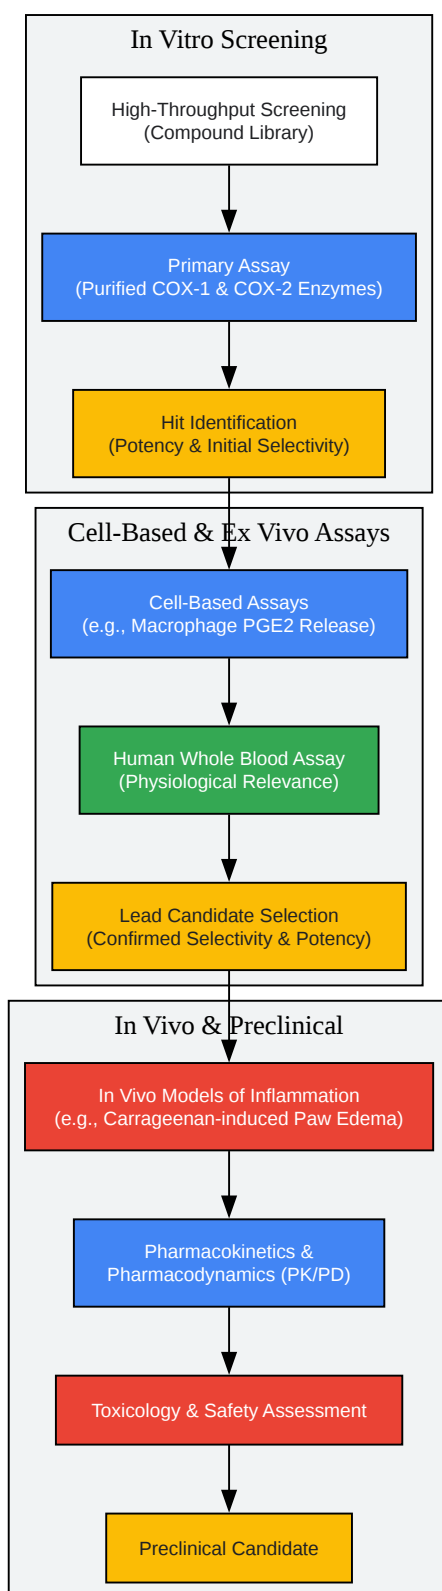 In Vitro Screening
High-Throughput Screening
(Compound Library)
Primary Assay
(Purified COX-1 & COX-2 Enzymes)
Hit Identification
(Potency & Initial Selectivity)
Cell-Based & Ex Vivo Assays
Cell-Based Assays
(e.g., Macrophage PGE2 Release)
Human Whole Blood Assay
(Physiological Relevance)
Lead Candidate Selection
(Confirmed Selectivity & Potency)
In Vivo & Preclinical
In Vivo Models of Inflammation
(e.g., Carrageenan-induced Paw Edema)
Pharmacokinetics &
Pharmacodynamics (PK/PD)
Toxicology & Safety Assessment
Preclinical Candidate